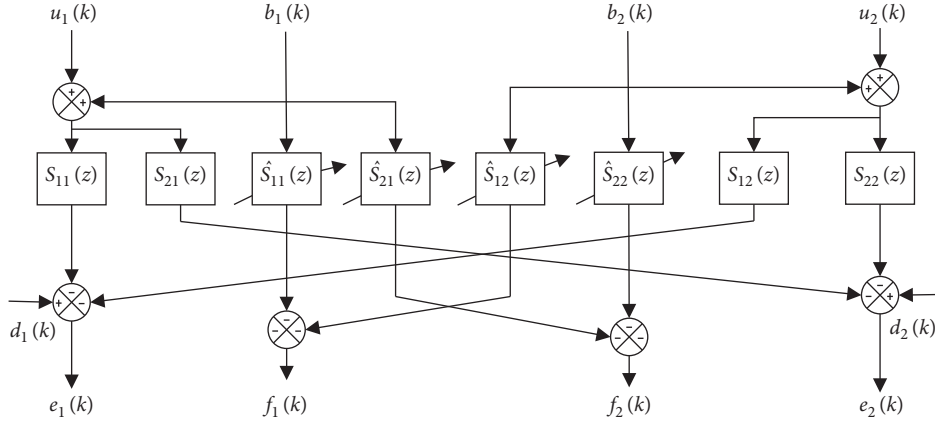 u₁(k) b₁(k) b₂(k) u₂(k)
+ +
+ +
S₁₁(z) S₂₁(z) Ŝ₁₁(z) Ŝ₂₁(z) Ŝ₁₂(z) Ŝ₂₂(z) S₁₂(z) S₂₂(z)
+ − − − − +
d₁(k) − − − − d₂(k)
e₁(k) f₁(k) f₂(k) e₂(k)